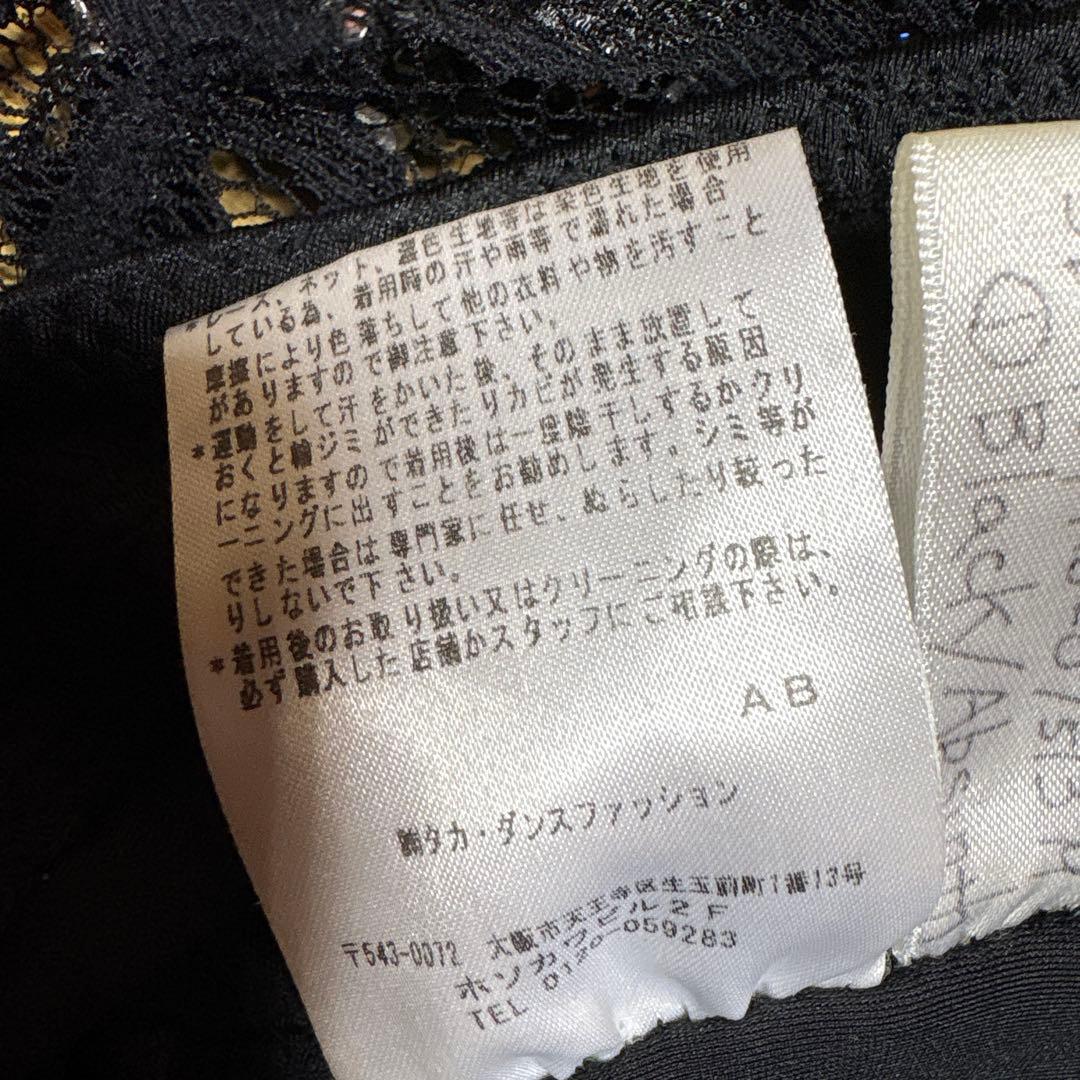 *レース、ネット、濃色生地等は染色生地を使用
している為、着用時の汗や雨等で濡れた場合
摩擦により色落ちして他の衣料や物を汚すこと
がありますので御注意下さい。
*運動をして汗をかいた後、そのまま放置して
おくと輪ジミができたりカビが発生する原因
になりますので着用後は一度陰干しするかクリ
ーニングに出すことをお勧めします。シミ等が
できた場合は専門家に任せ、ぬらしたり絞った
りしないで下さい。
*着用後のお取り扱い又はクリーニングの際は、
必ず購入した店舗かスタッフにご相談下さい。
AB
㈱タカ・ダンスファッション
〒543-0072 大阪市天王寺区生玉前町1番13号
ホンカワビル2F
TEL 0120-059283
① Black/Abs